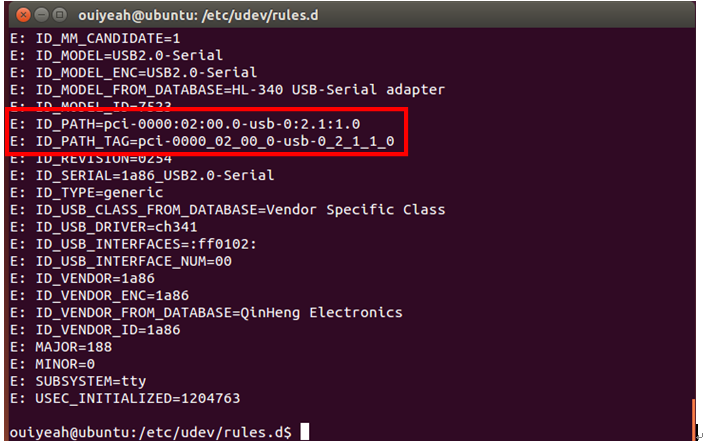 ouiyeah@ubuntu: /etc/udev/rules.d
E: ID_MM_CANDIDATE=1
E: ID_MODEL=USB2.0-Serial
E: ID_MODEL_ENC=USB2.0-Serial
E: ID_MODEL_FROM_DATABASE=HL-340 USB-Serial adapter
E: ID_MODEL_ID=7523
E: ID_PATH=pci-0000:02:00.0-usb-0:2.1:1.0
E: ID_PATH_TAG=pci-0000_02_00_0-usb-0_2_1_1_0
E: ID_REVISION=0254
E: ID_SERIAL=1a86_USB2.0-Serial
E: ID_TYPE=generic
E: ID_USB_CLASS_FROM_DATABASE=Vendor Specific Class
E: ID_USB_DRIVER=ch341
E: ID_USB_INTERFACES=:ff0102:
E: ID_USB_INTERFACE_NUM=00
E: ID_VENDOR=1a86
E: ID_VENDOR_ENC=1a86
E: ID_VENDOR_FROM_DATABASE=QinHeng Electronics
E: ID_VENDOR_ID=1a86
E: MAJOR=188
E: MINOR=0
E: SUBSYSTEM=tty
E: USEC_INITIALIZED=1204763
ouiyeah@ubuntu:/etc/udev/rules.d$